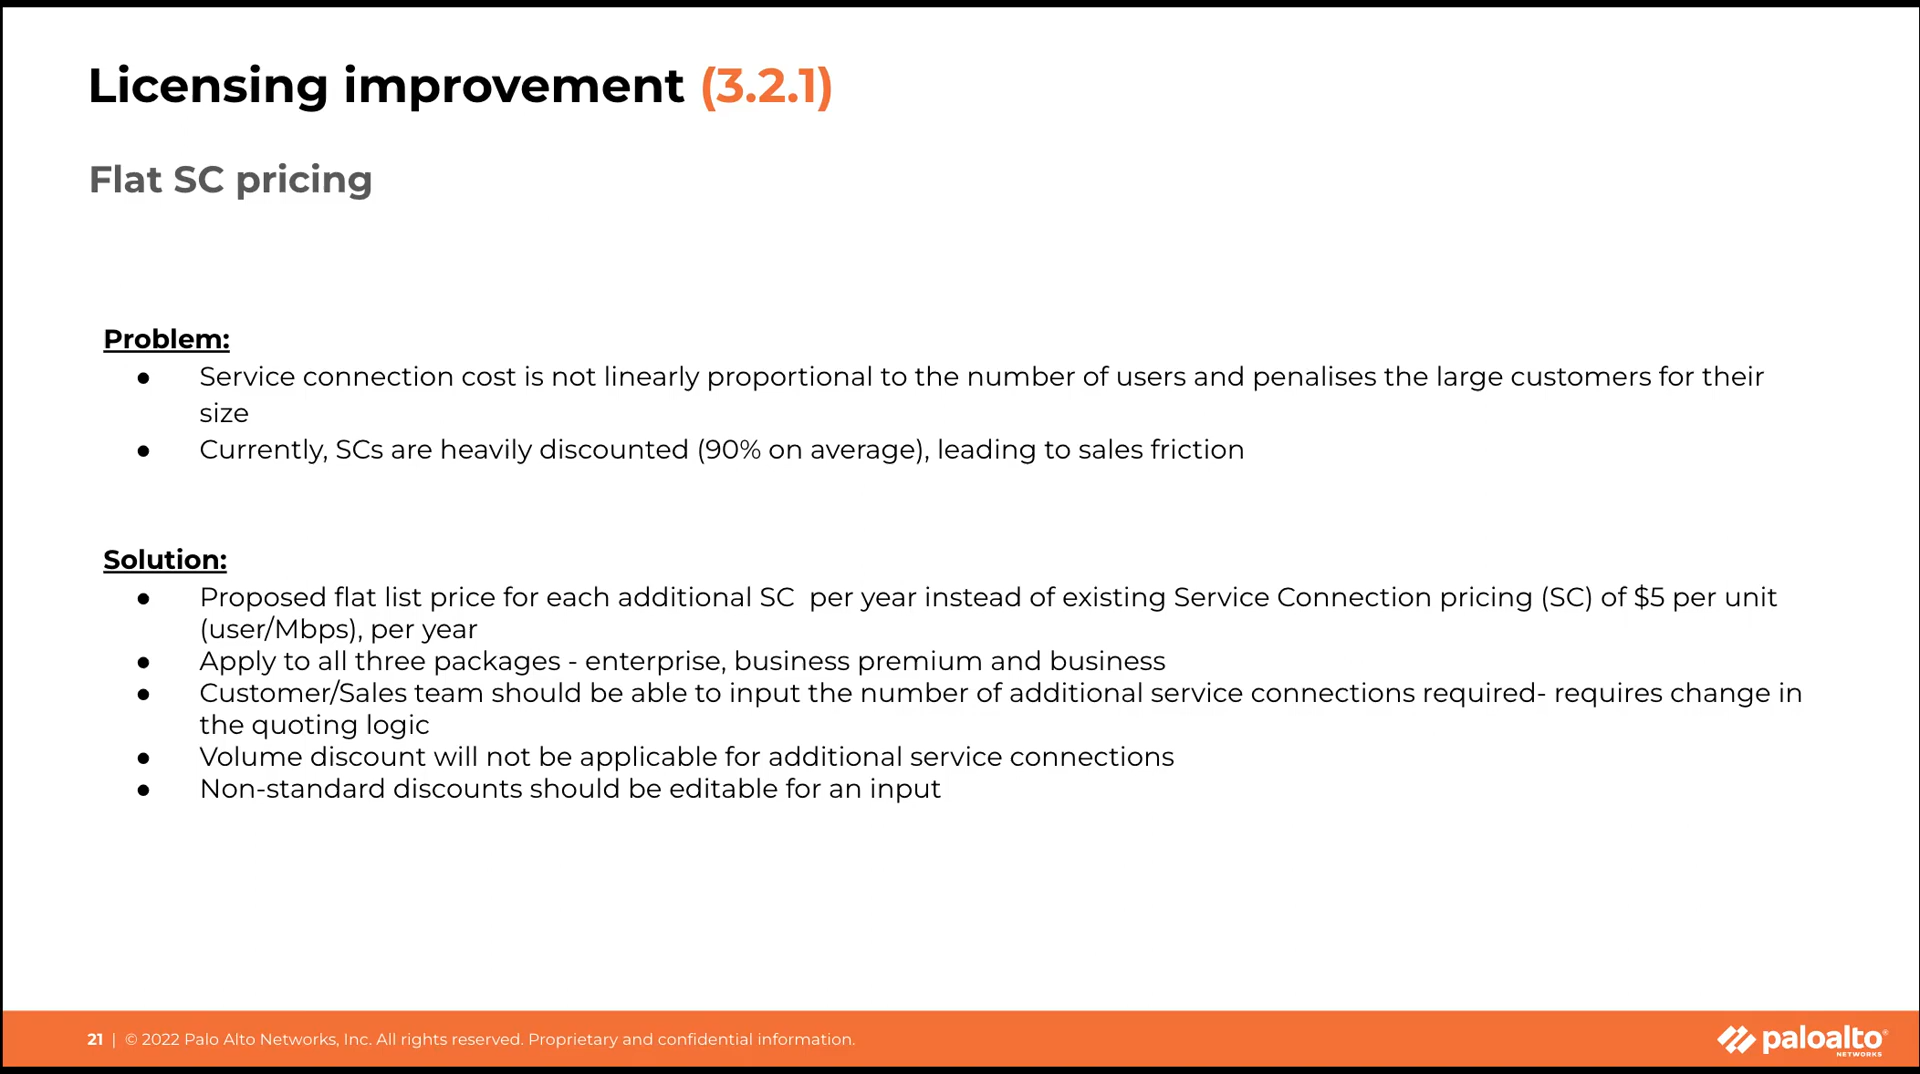 Licensing improvement (3.2.1)
Flat SC pricing
Problem:
● Service connection cost is not linearly proportional to the number of users and penalises the large customers for their
size
● Currently, SCs are heavily discounted (90% on average), leading to sales friction
Solution:
● Proposed flat list price for each additional SC  per year instead of existing Service Connection pricing (SC) of $5 per unit
(user/Mbps), per year
● Apply to all three packages - enterprise, business premium and business
● Customer/Sales team should be able to input the number of additional service connections required- requires change in
the quoting logic
● Volume discount will not be applicable for additional service connections
● Non-standard discounts should be editable for an input
21 | © 2022 Palo Alto Networks, Inc. All rights reserved. Proprietary and confidential information.
paloalto®
NETWORKS